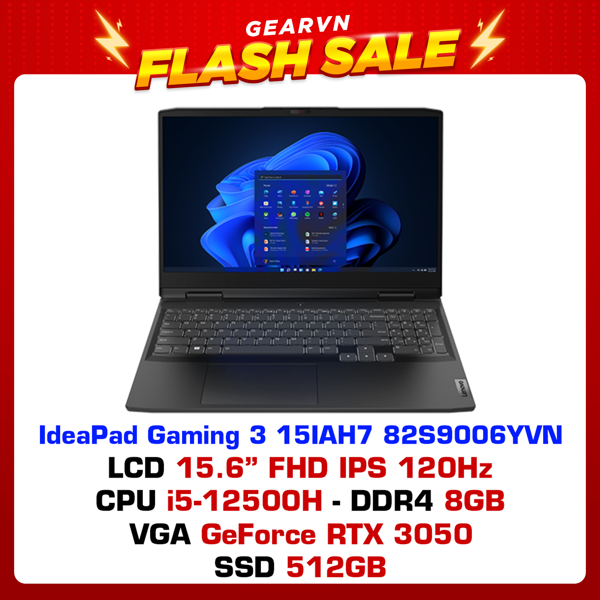 GEARVN
FLASH SALE
IdeaPad Gaming 3 15IAH7 82S9006YVN
LCD 15.6” FHD IPS 120Hz
CPU i5-12500H - DDR4 8GB
VGA GeForce RTX 3050
SSD 512GB